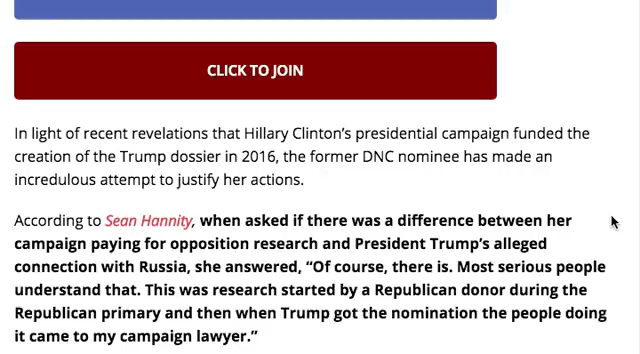 CLICK TO JOIN
In light of recent revelations that Hillary Clinton’s presidential campaign funded the
creation of the Trump dossier in 2016, the former DNC nominee has made an
incredulous attempt to justify her actions.
According to Sean Hannity, when asked if there was a difference between her
campaign paying for opposition research and President Trump’s alleged
connection with Russia, she answered, “Of course, there is. Most serious people
understand that. This was research started by a Republican donor during the
Republican primary and then when Trump got the nomination the people doing
it came to my campaign lawyer.”